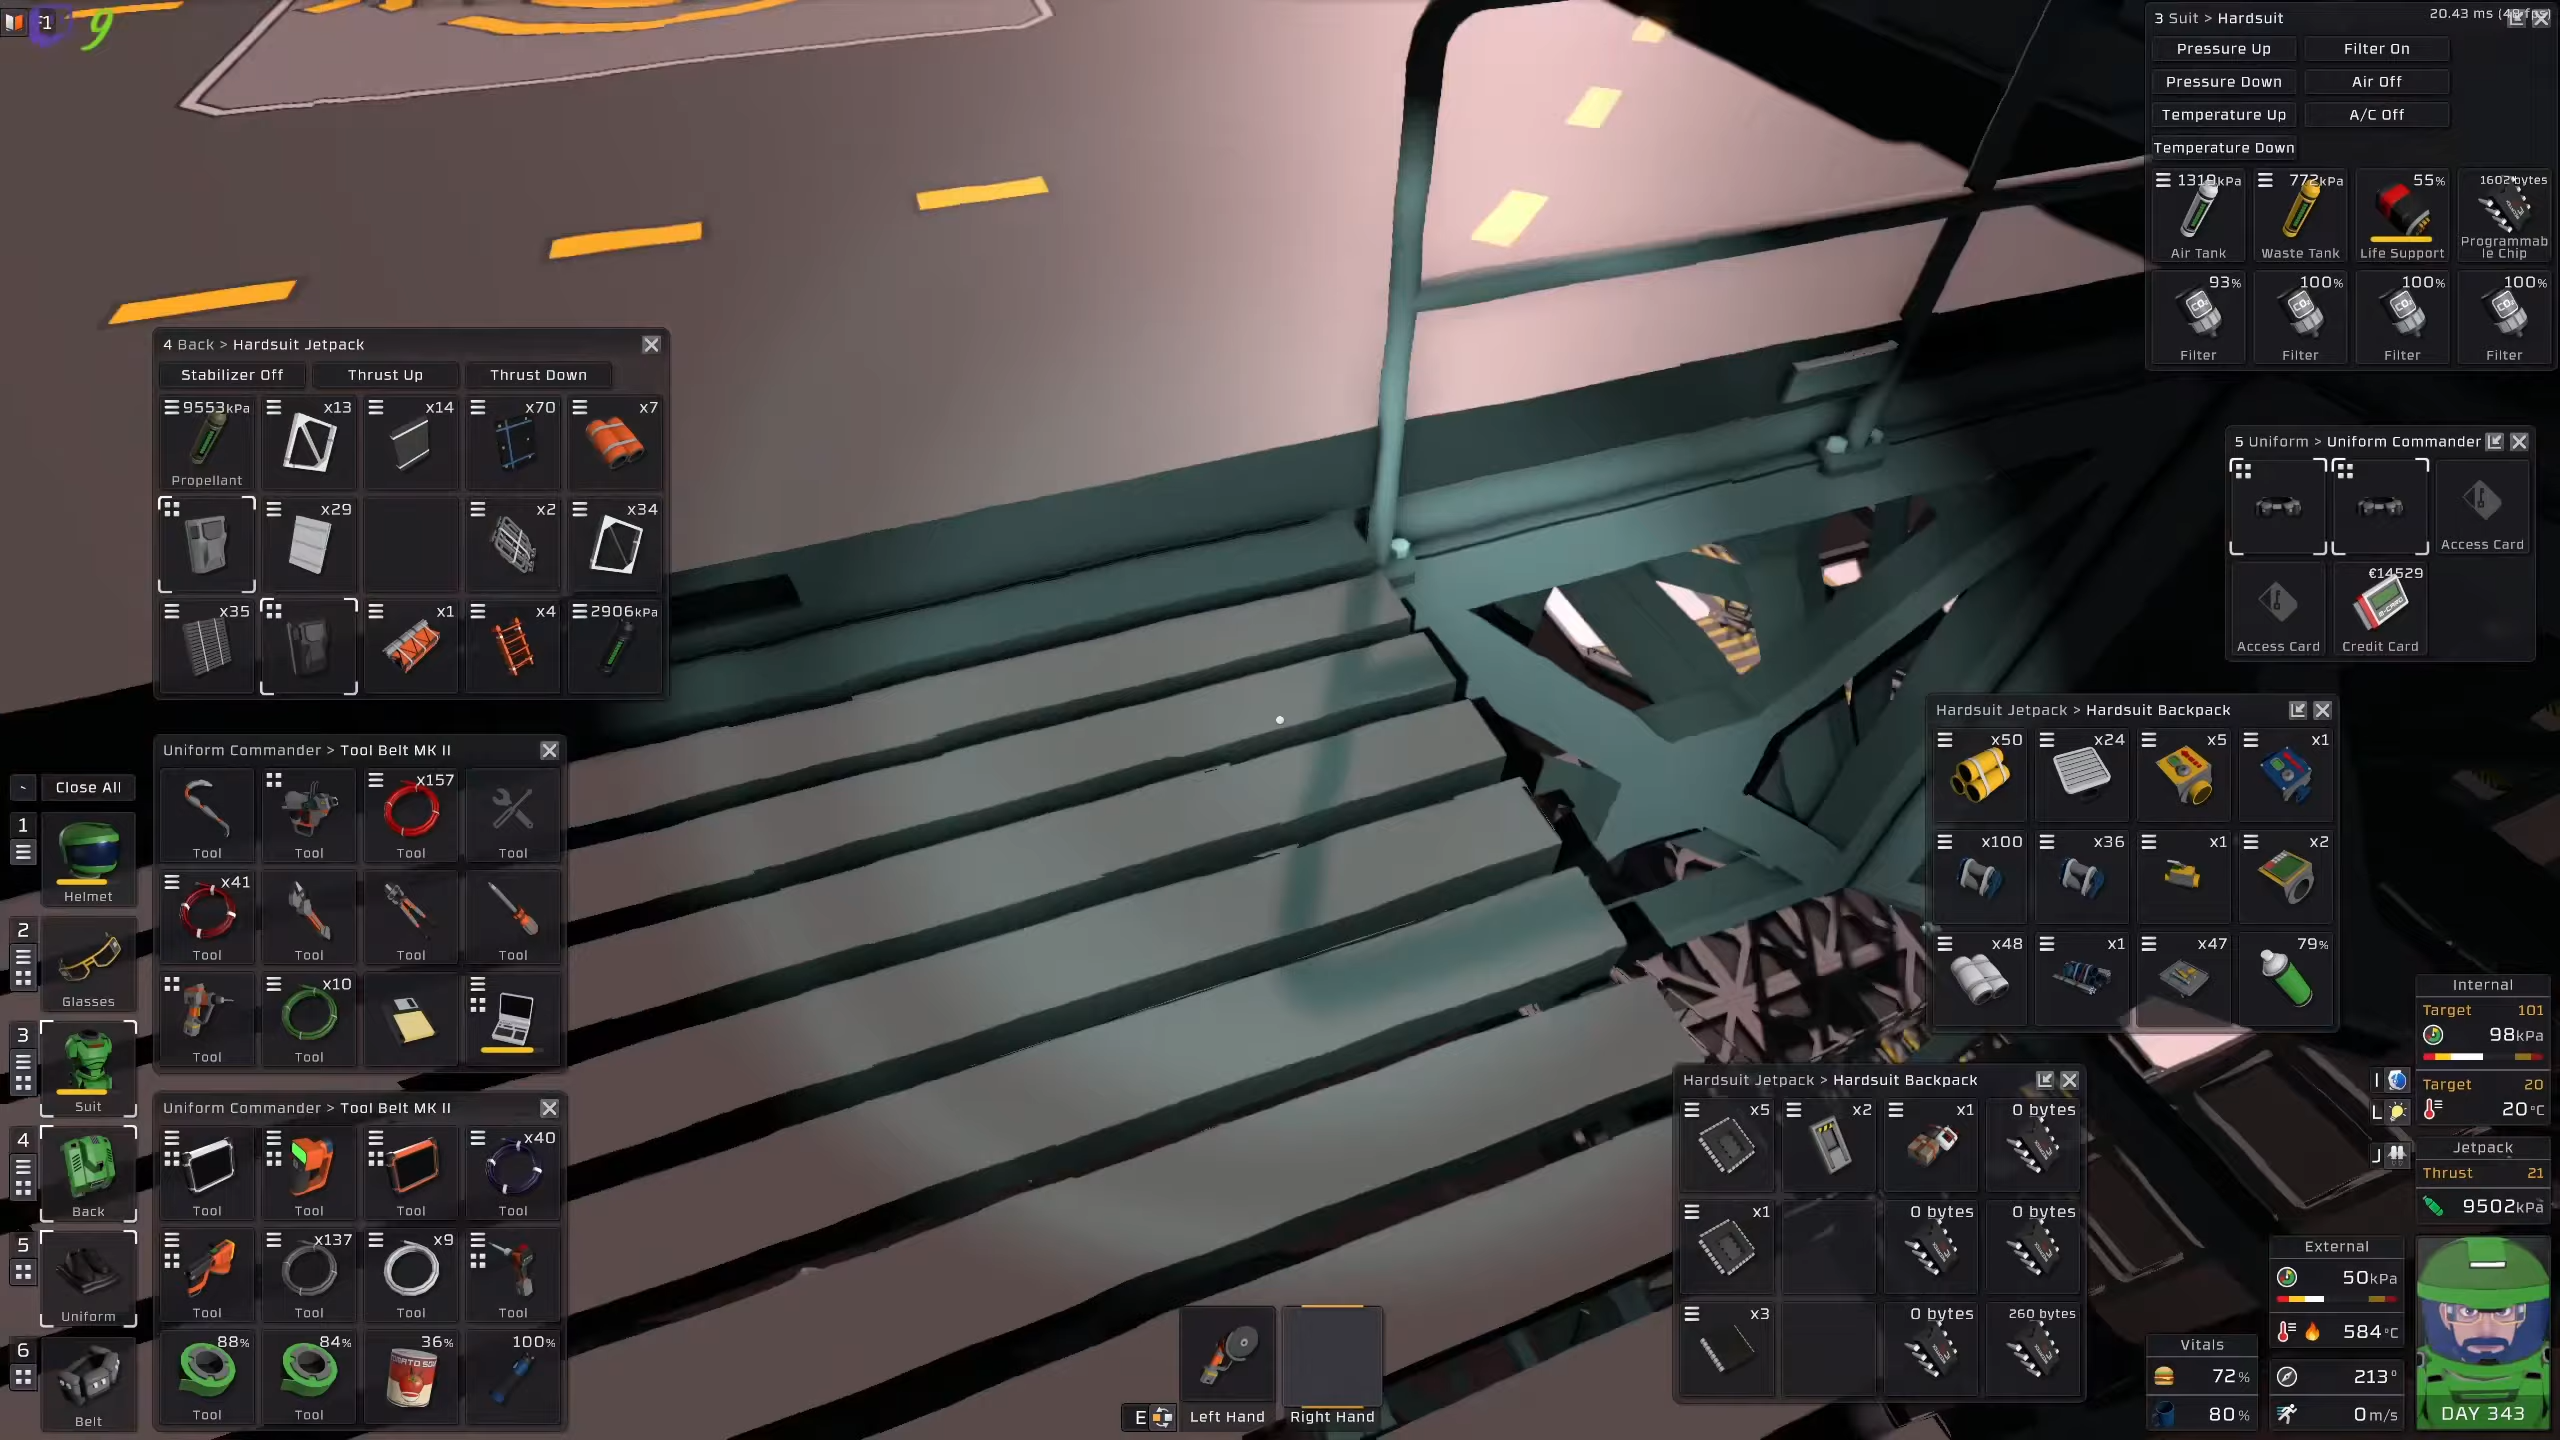 1
3 Suit > Hardsuit
Pressure Up
Filter On
Pressure Down
Air Off
Temperature Up
A/C Off
Temperature Down
1319kPa
Air Tank
772kPa
Waste Tank
55%
Life Support
1602 bytes
Programmab
le Chip
93%
Filter
100%
Filter
100%
Filter
100%
Filter
4 Back > Hardsuit Jetpack
Stabilizer Off
Thrust Up
Thrust Down
9553kPa
Propellant
x13
x14
x70
x7
x29
x2
x34
x35
x1
x4
2906kPa
5 Uniform > Uniform Commander
Access Card
Access Card
€14529
Credit Card
Hardsuit Jetpack > Hardsuit Backpack
x50
x24
x5
x1
x100
x36
x1
x2
x48
x1
x47
79%
Uniform Commander > Tool Belt MK II
Tool
Tool
x157
Tool
Tool
x41
Tool
Tool
Tool
Tool
Tool
x10
Tool
- Close All
1
Helmet
2
Glasses
3
Suit
4
Back
5
Uniform
6
Belt
Uniform Commander > Tool Belt MK II
Tool
Tool
Tool
x40
Tool
Tool
x137
Tool
x9
Tool
Tool
88%
Tool
84%
Tool
36%
TOMATO SOUP
100%
Hardsuit Jetpack > Hardsuit Backpack
x5
x2
x1
0 bytes
x1
0 bytes
0 bytes
x3
0 bytes
260 bytes
E
Left Hand
Right Hand
Internal
Target 101
98kPa
I
Target 20
L
20°C
J
Jetpack
Thrust 21
9502kPa
External
50kPa
584°C
213°
0m/s
Vitals
72%
80%
DAY 343